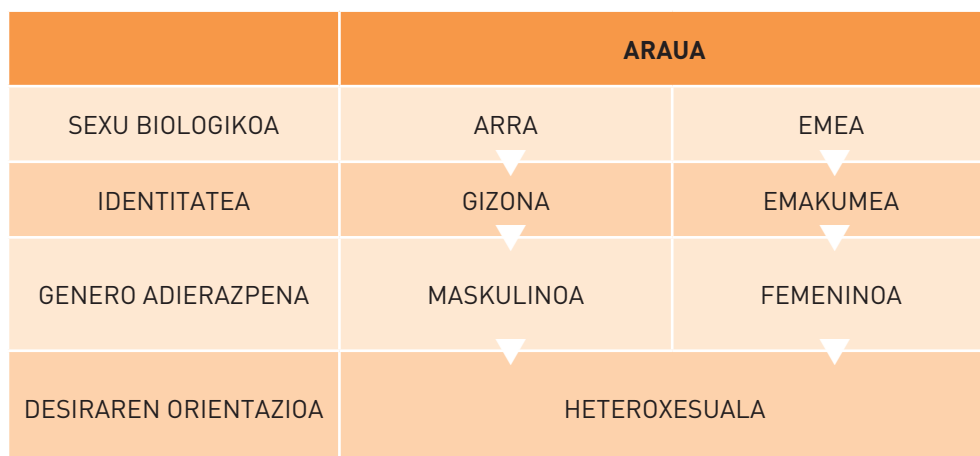 ARAUA
SEXU BIOLOGIKOA ARRA EMEA
IDENTITATEA GIZONA EMAKUMEA
GENERO ADIERAZPENA MASKULINOA FEMENINOA
DESIRAREN ORIENTAZIOA HETEROXESUALA